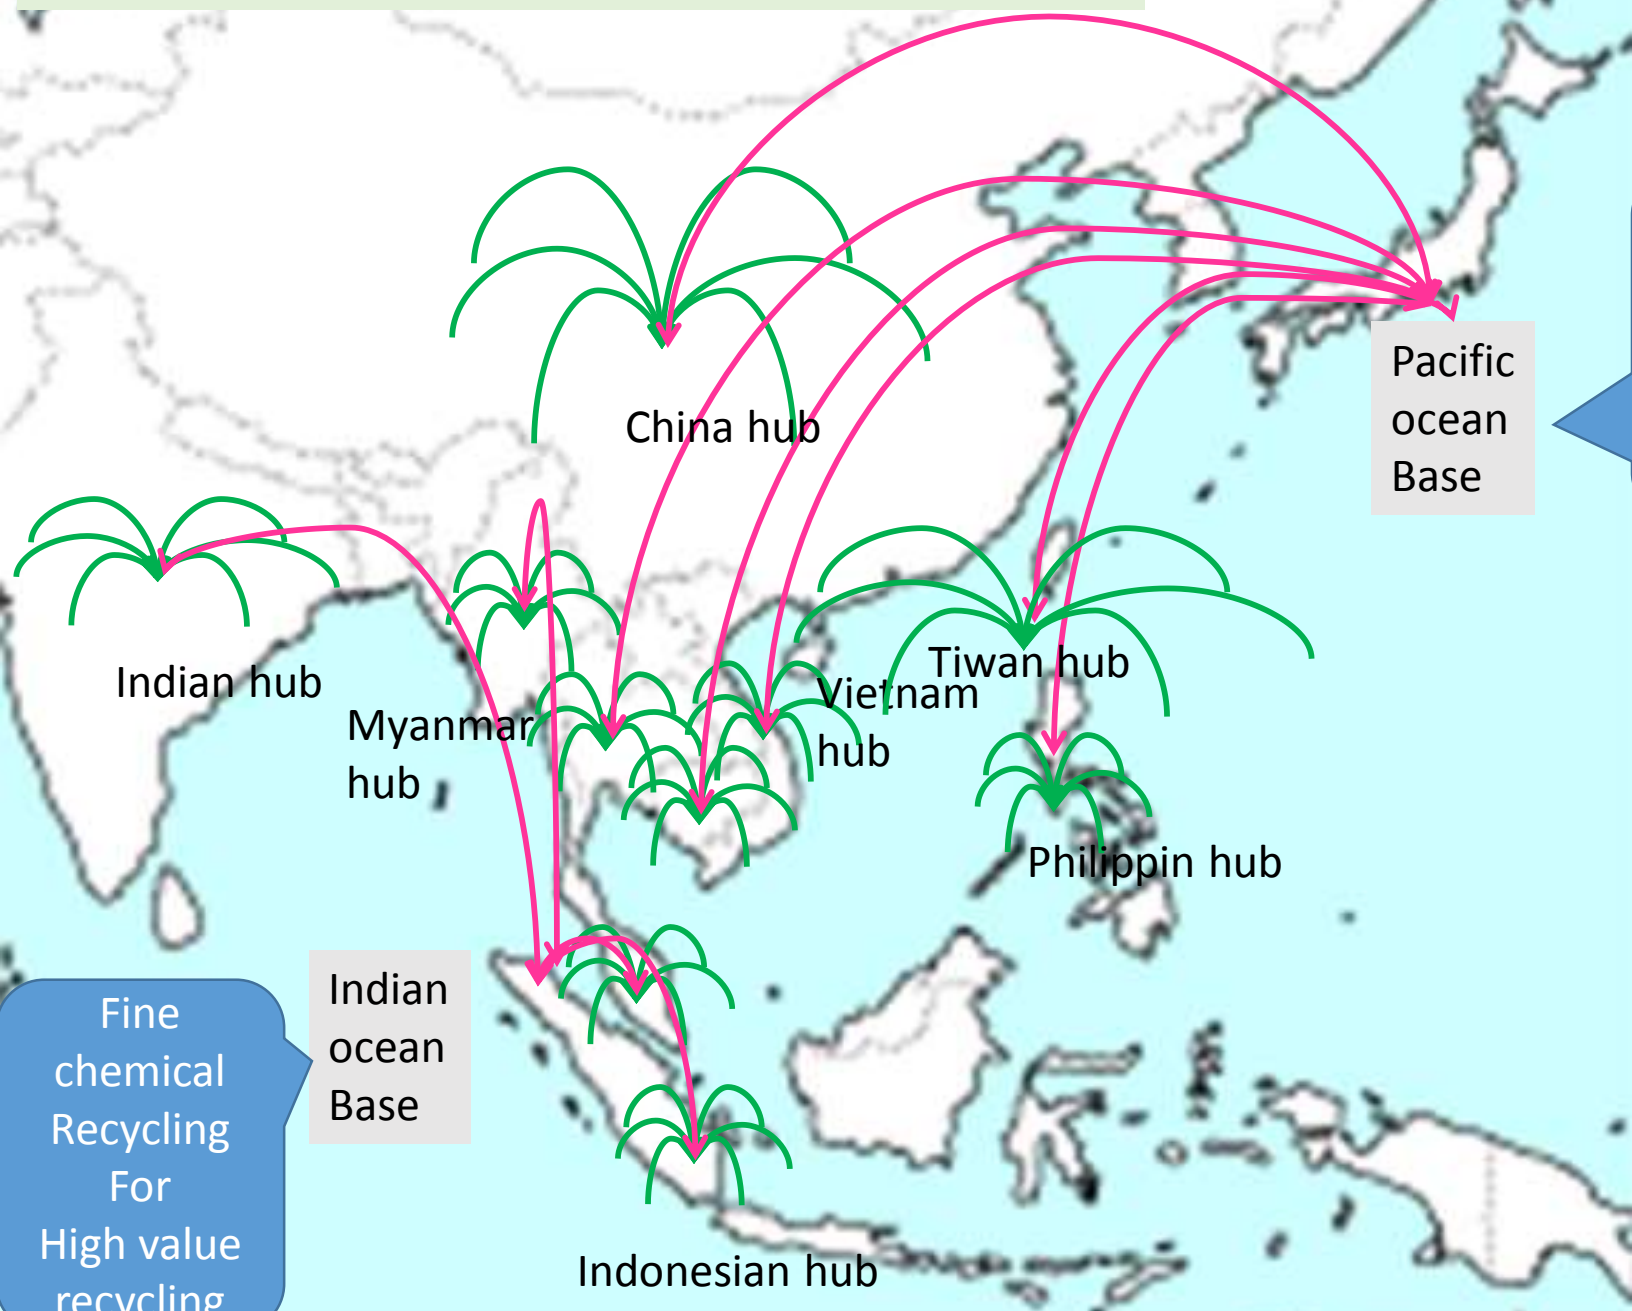 China hub
Pacific
ocean
Base
Indian hub
Tiwan hub
Vietnam
hub
Myanmar
hub
Philippin hub
Indian
ocean
Base
Fine
chemical
Recycling
For
High value
recycling
Indonesian hub